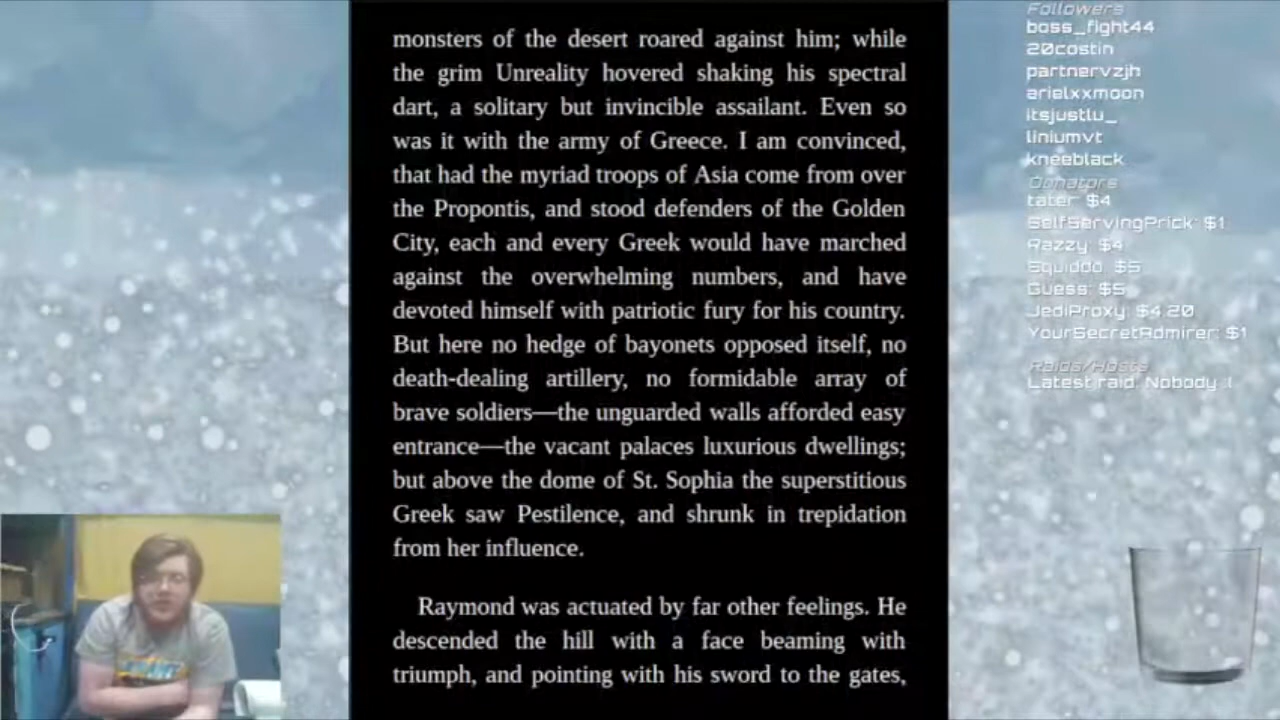 monsters of the desert roared against him; while
the grim Unreality hovered shaking his spectral
dart, a solitary but invincible assailant. Even so
was it with the army of Greece. I am convinced,
that had the myriad troops of Asia come from over
the Propontis, and stood defenders of the Golden
City, each and every Greek would have marched
against the overwhelming numbers, and have
devoted himself with patriotic fury for his country.
But here no hedge of bayonets opposed itself, no
death-dealing artillery, no formidable array of
brave soldiers—the unguarded walls afforded easy
entrance—the vacant palaces luxurious dwellings;
but above the dome of St. Sophia the superstitious
Greek saw Pestilence, and shrunk in trepidation
from her influence.
Raymond was actuated by far other feelings. He
descended the hill with a face beaming with
triumph, and pointing with his sword to the gates,
Followers
boss_fight44
20costin
partnervzjh
arielxxmoon
itsjustlu_
liniumvt
kneeblack
Donators
tater: $4
SelfServingPrick: $1
Razzy: $4
Equidda: $5
Guess: $5
JediProxy: $4.20
YourSecretAdmirer: $1
Raids/Hosts
Latest raid: Nobody :(